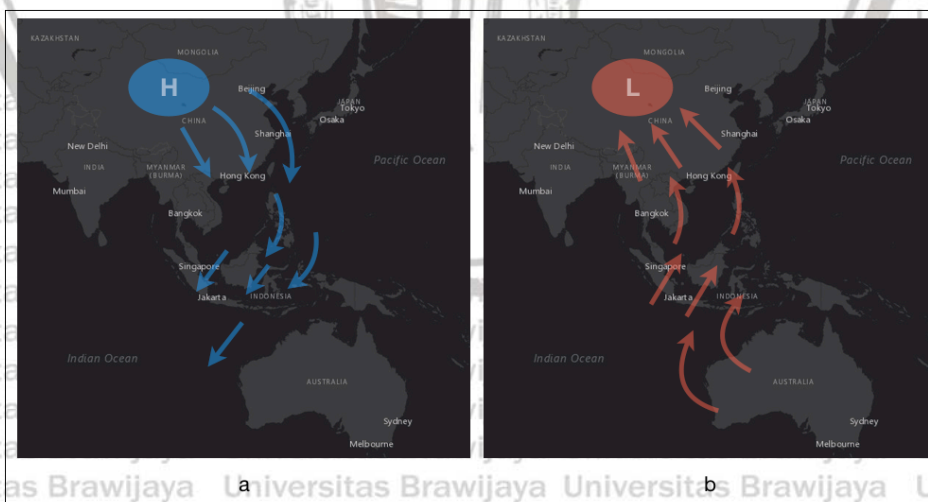 KAZAKHSTAN
MONGOLIA
H
Beijing
JAPAN
Tokyo
CHINA
Osaka
Shanghai
New Delhi
INDIA
MYANMAR
(BURMA)
Hong Kong
Pacific Ocean
Mumbai
Bangkok
Singapore
Jakarta
INDONESIA
Indian Ocean
AUSTRALIA
Sydney
Melbourne
a
KAZAKHSTAN
MONGOLIA
L
Beijing
JAPAN
Tokyo
CHINA
Osaka
Shanghai
New Delhi
INDIA
MYANMAR
(BURMA)
Hong Kong
Pacific Ocean
Mumbai
Bangkok
Singapore
Jakarta
INDONESIA
Indian Ocean
AUSTRALIA
Sydney
Melbourne
b
as Brawijaya Universitas Brawijaya Universitas Brawijaya